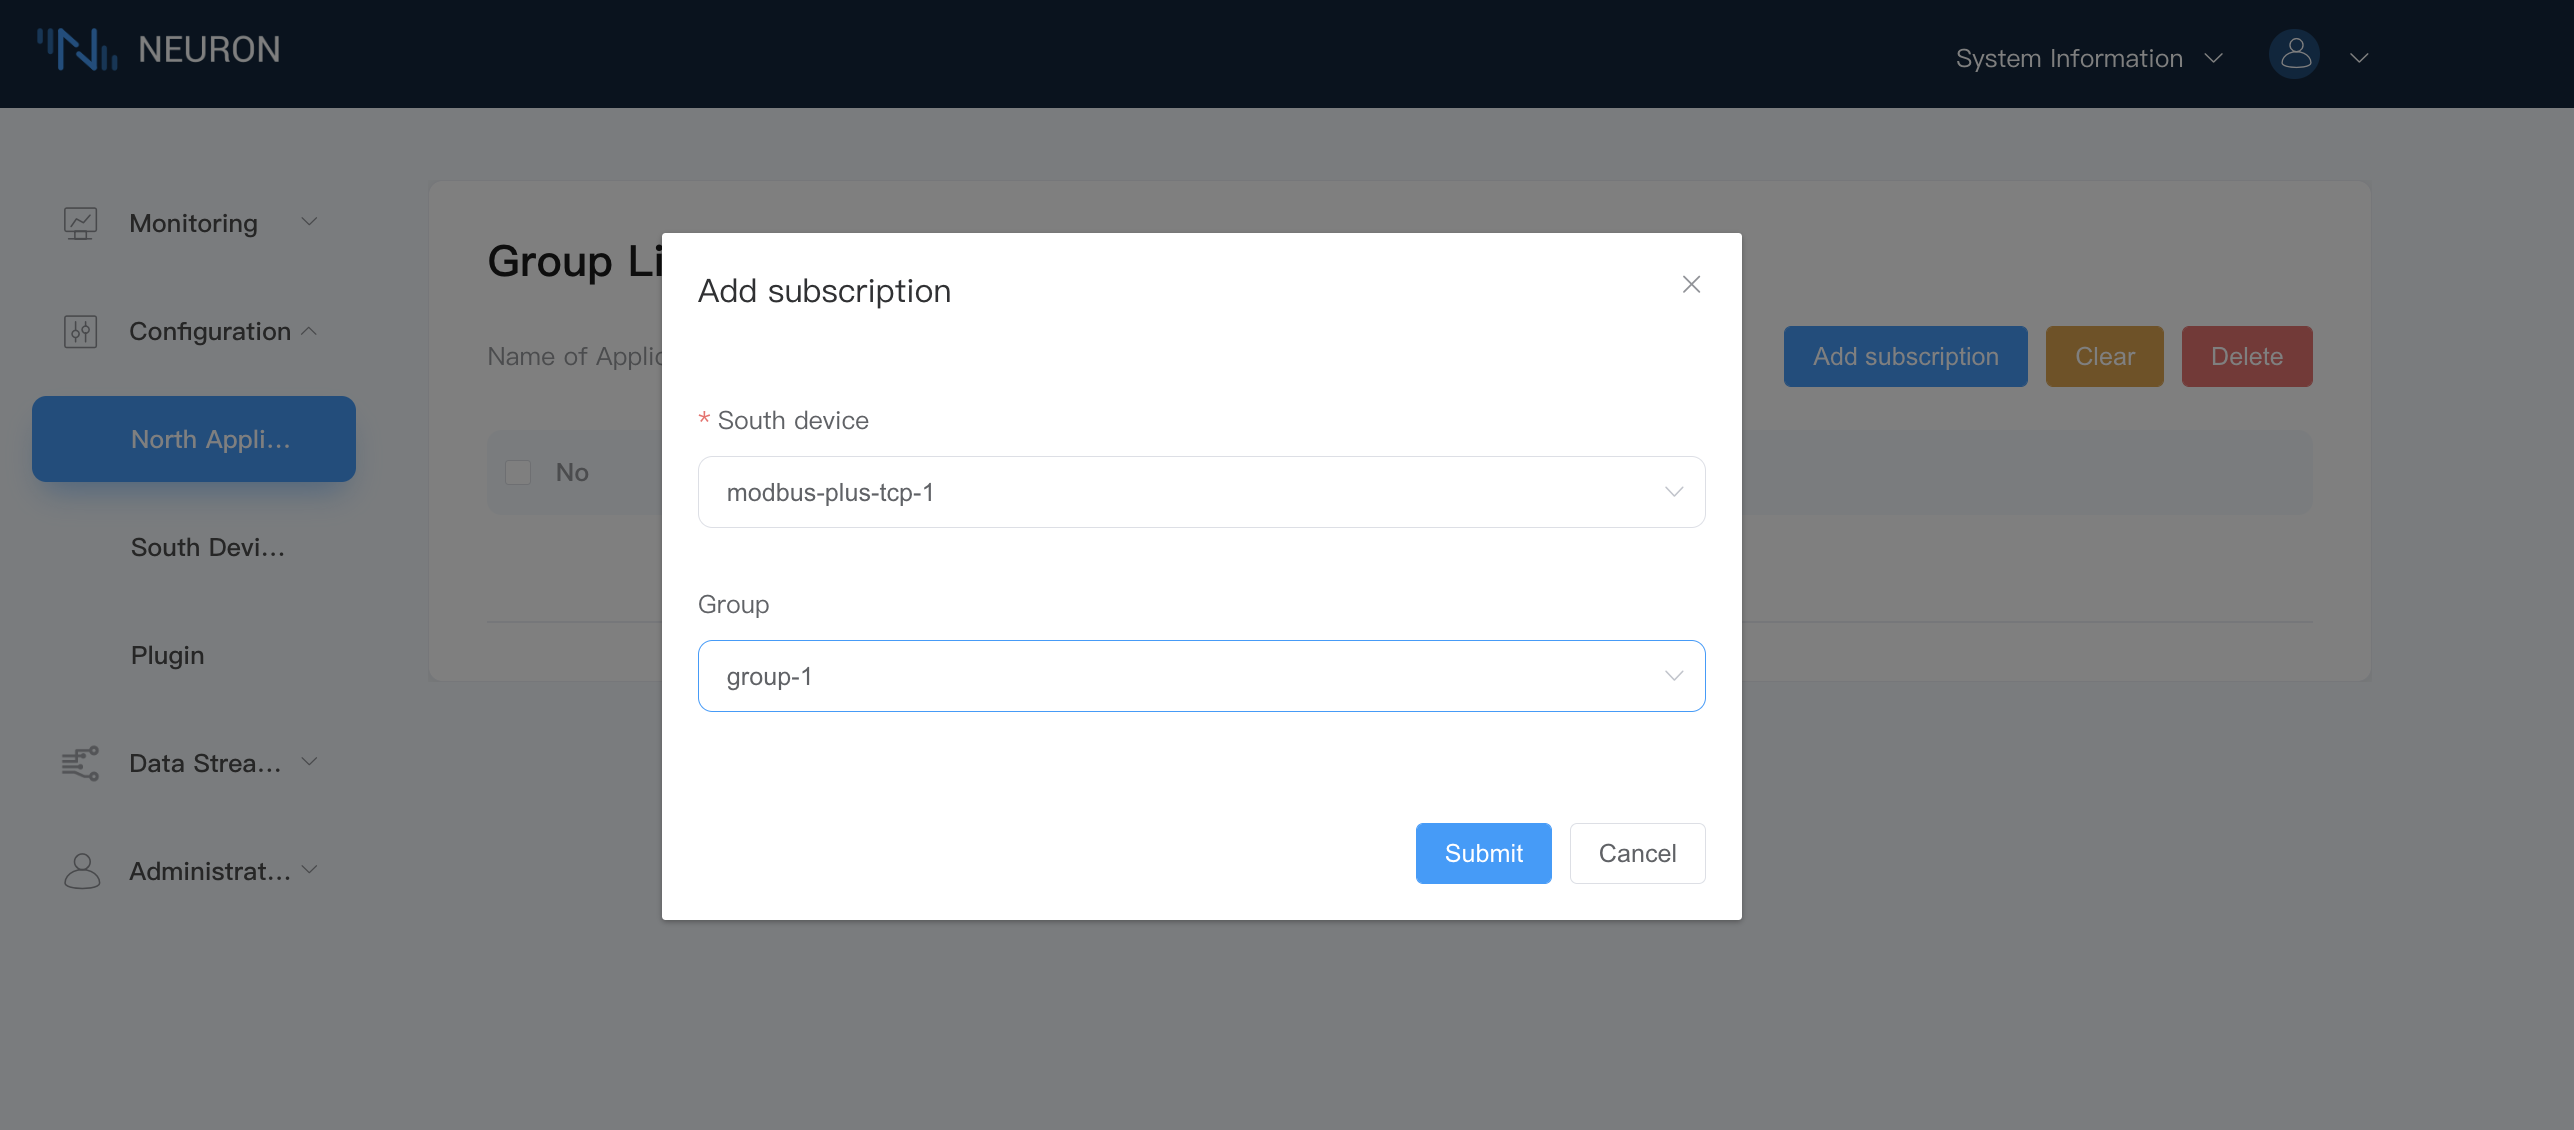 NEURON
System Information
Monitoring
Configuration
North Appli...
South Devi...
Plugin
Data Strea...
Administrat...
Group Li
Name of Applic
Add subscription
Clear
Delete
No
Add subscription
* South device
modbus-plus-tcp-1
Group
group-1
Submit
Cancel